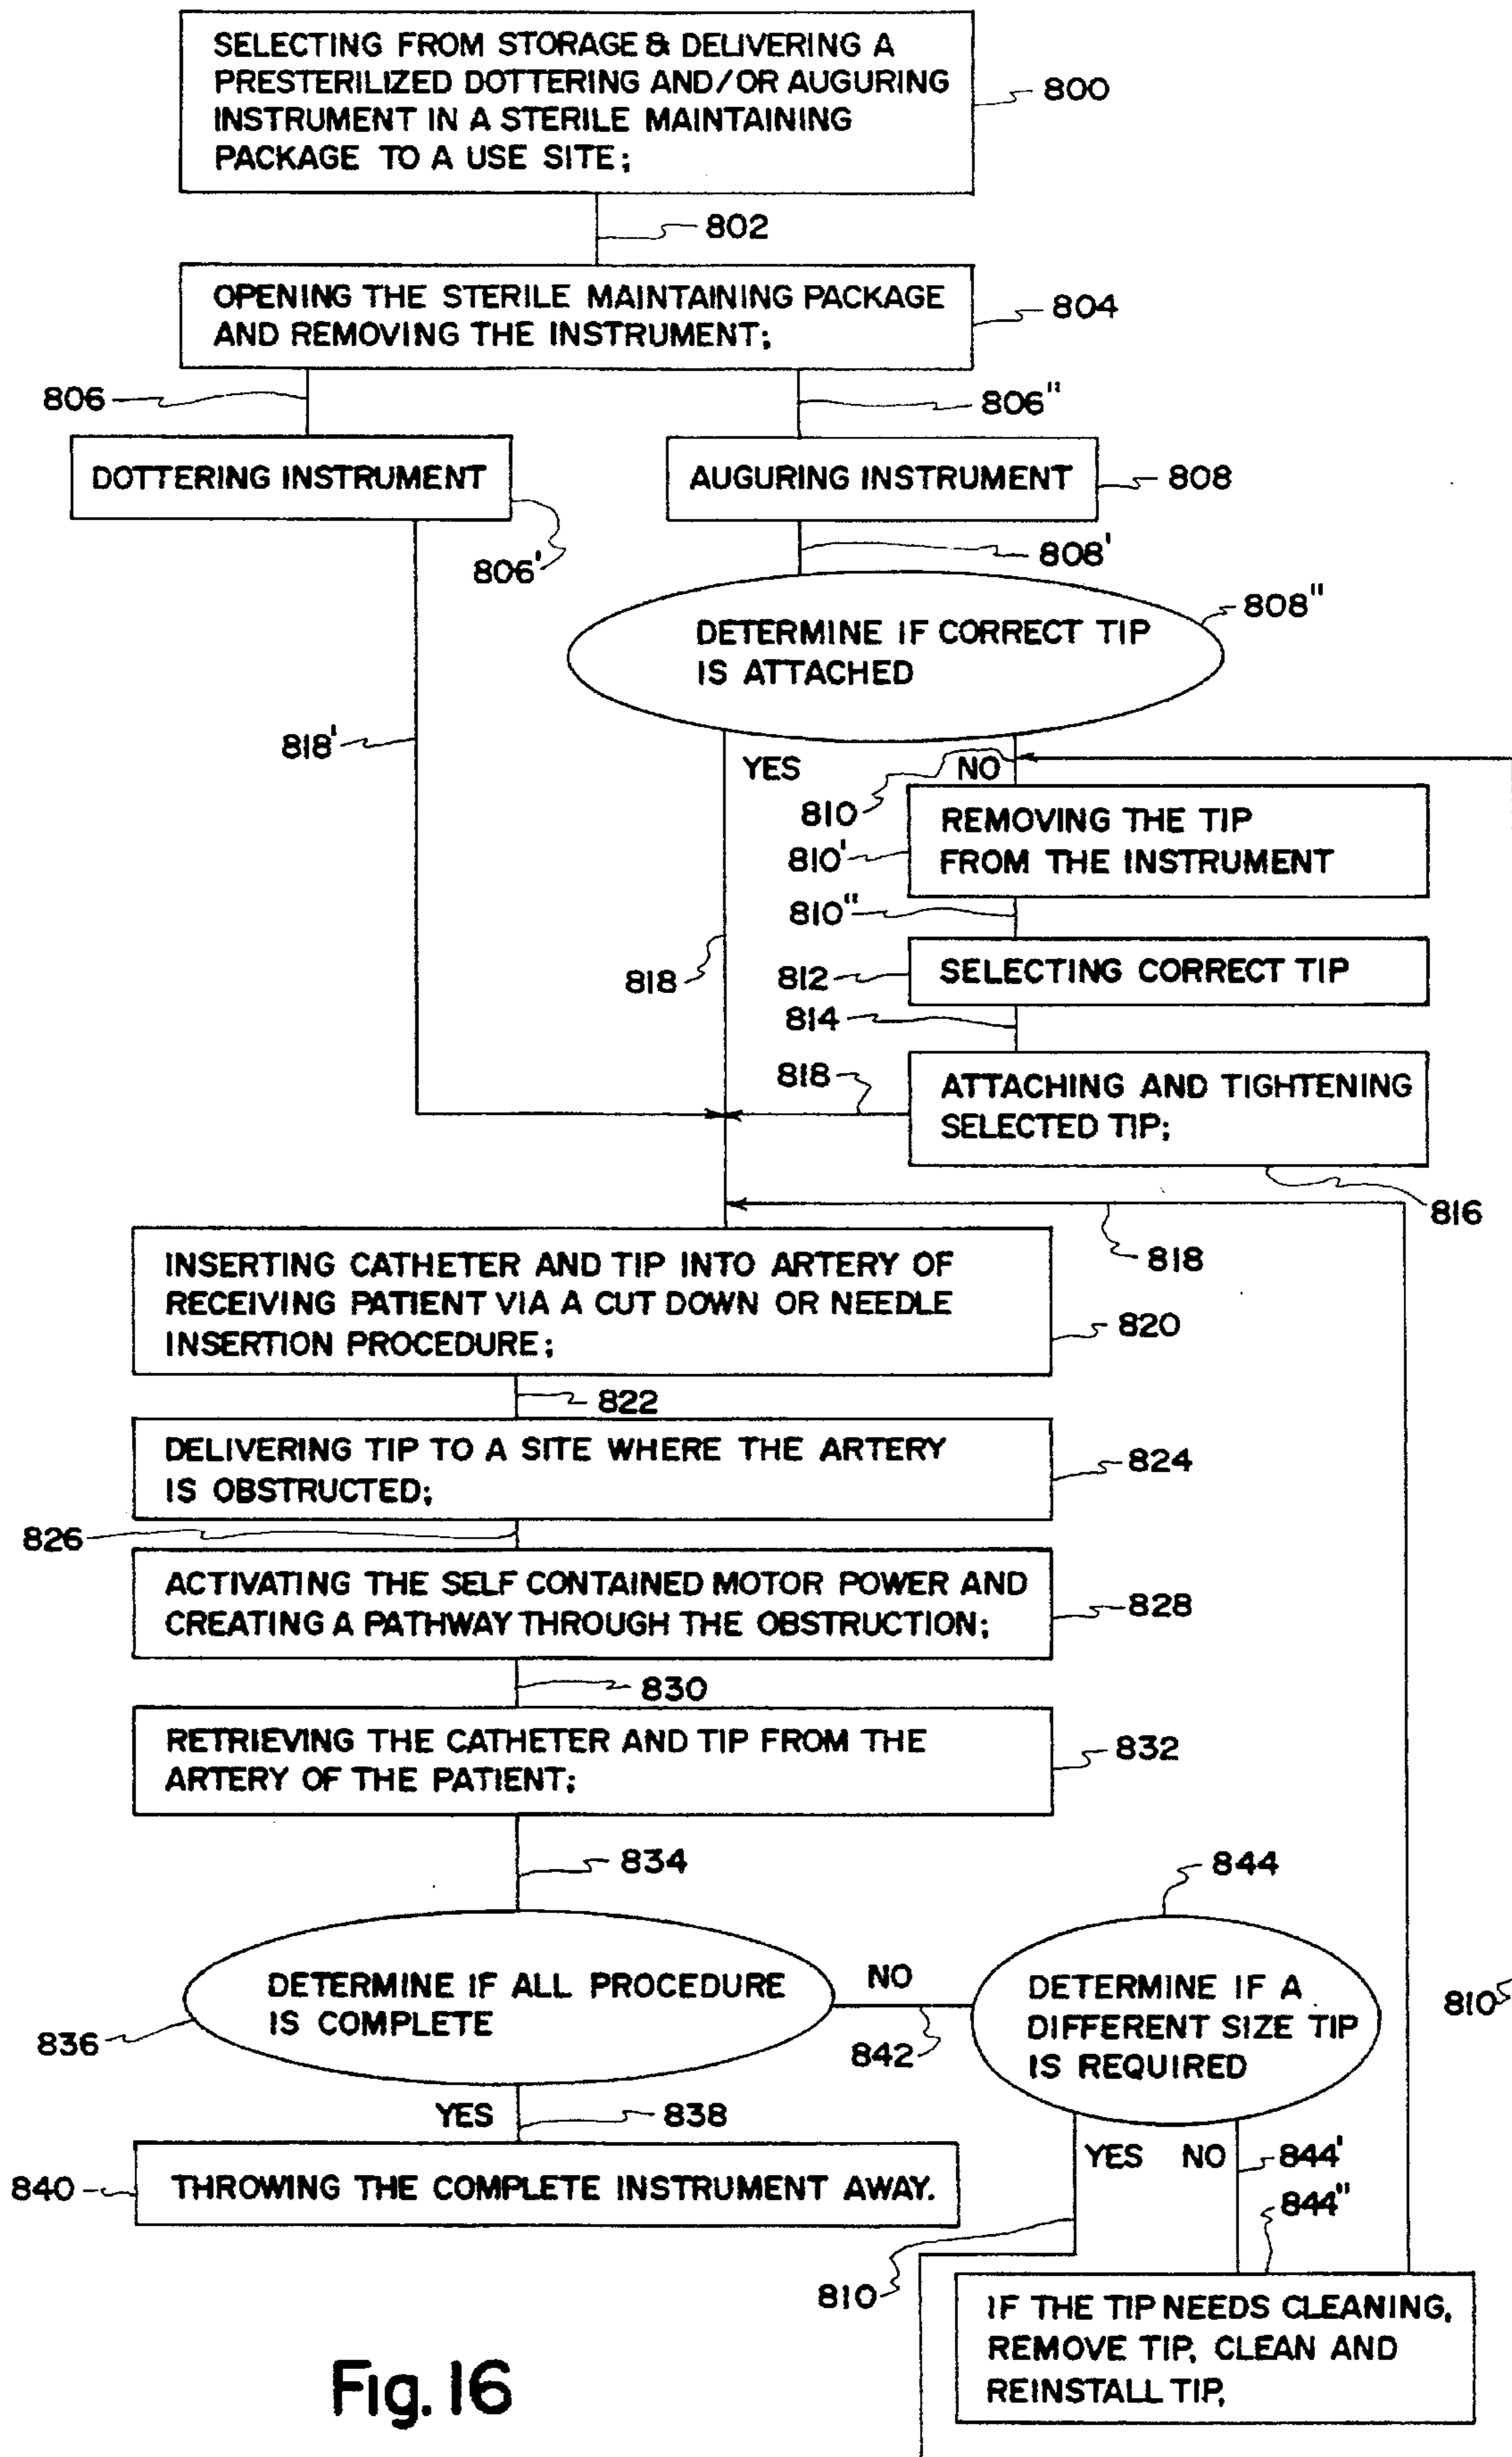 SELECTING FROM STORAGE & DELIVERING A
PRESTERILIZED DOTTERING AND/OR AUGURING
INSTRUMENT IN A STERILE MAINTAINING
PACKAGE TO A USE SITE;
800
802
OPENING THE STERILE MAINTAINING PACKAGE
AND REMOVING THE INSTRUMENT;
804
806
806"
DOTTERING INSTRUMENT
806'
AUGURING INSTRUMENT
808
808'
DETERMINE IF CORRECT TIP
IS ATTACHED
808"
818'
YES
NO
810
REMOVING THE TIP
FROM THE INSTRUMENT
810'
810"
818
812
SELECTING CORRECT TIP
814
818
ATTACHING AND TIGHTENING
SELECTED TIP;
816
818
INSERTING CATHETER AND TIP INTO ARTERY OF
RECEIVING PATIENT VIA A CUT DOWN OR NEEDLE
INSERTION PROCEDURE;
820
822
DELIVERING TIP TO A SITE WHERE THE ARTERY
IS OBSTRUCTED;
824
826
ACTIVATING THE SELF CONTAINED MOTOR POWER AND
CREATING A PATHWAY THROUGH THE OBSTRUCTION;
828
830
RETRIEVING THE CATHETER AND TIP FROM THE
ARTERY OF THE PATIENT;
832
834
844
DETERMINE IF ALL PROCEDURE
IS COMPLETE
836
NO
842
DETERMINE IF A
DIFFERENT SIZE TIP
IS REQUIRED
810
YES
838
840
THROWING THE COMPLETE INSTRUMENT AWAY.
YES
NO
844'
844"
810
IF THE TIP NEEDS CLEANING,
REMOVE TIP, CLEAN AND
REINSTALL TIP,
Fig. 16